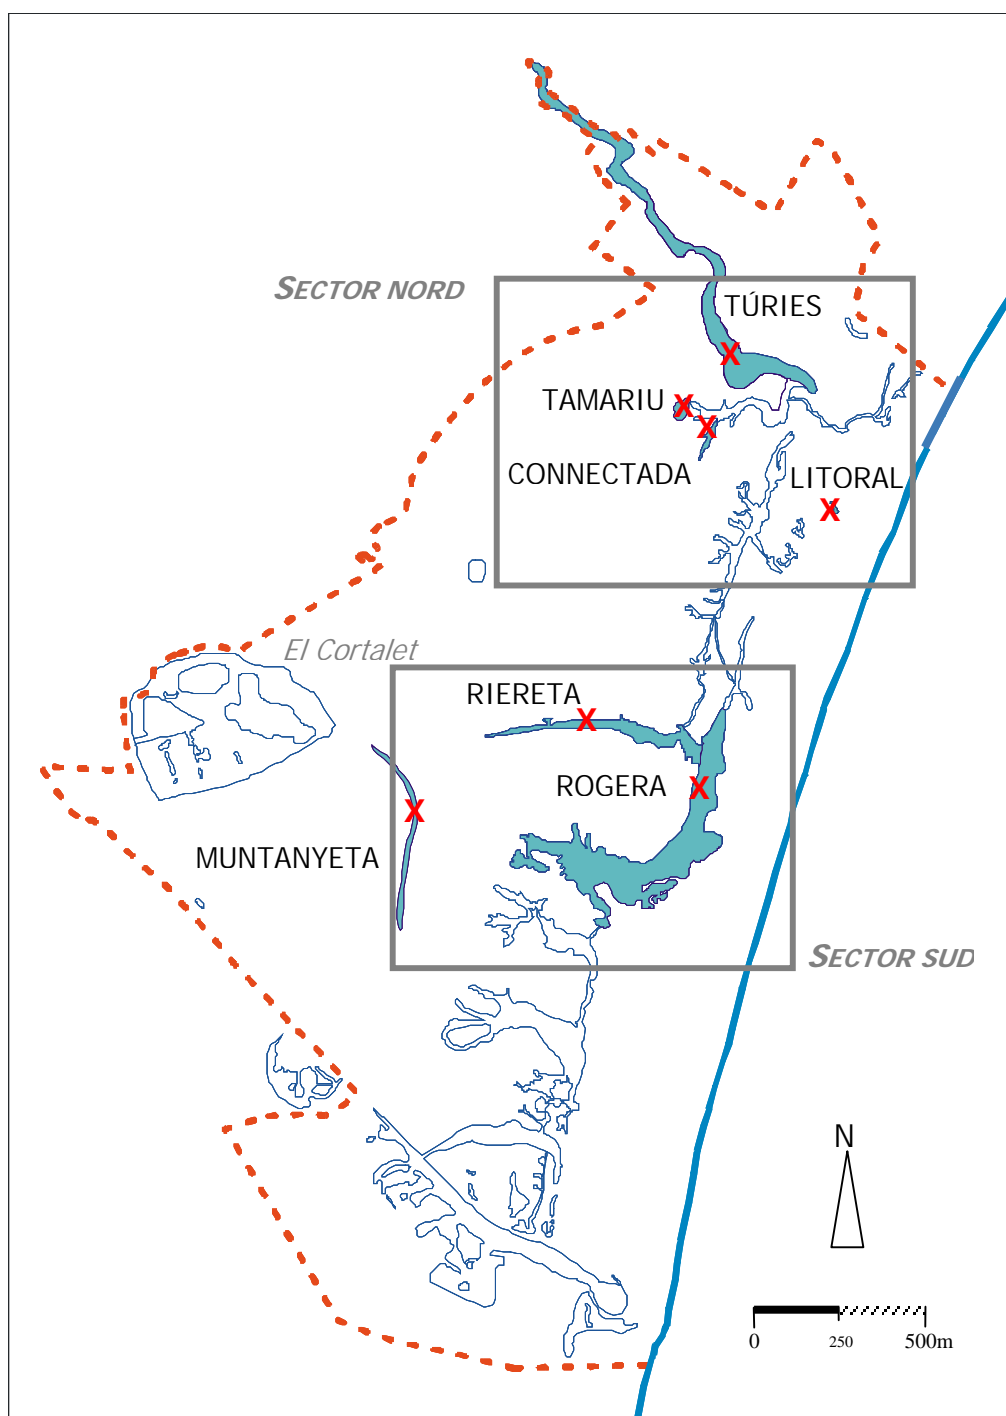 SECTOR NORD
TÚRIES
TAMARIU
CONNECTADA
LITORAL
El Cortalet
RIERETA
ROGERA
MUNTANYETA
SECTOR SUD
N
0 250 500m